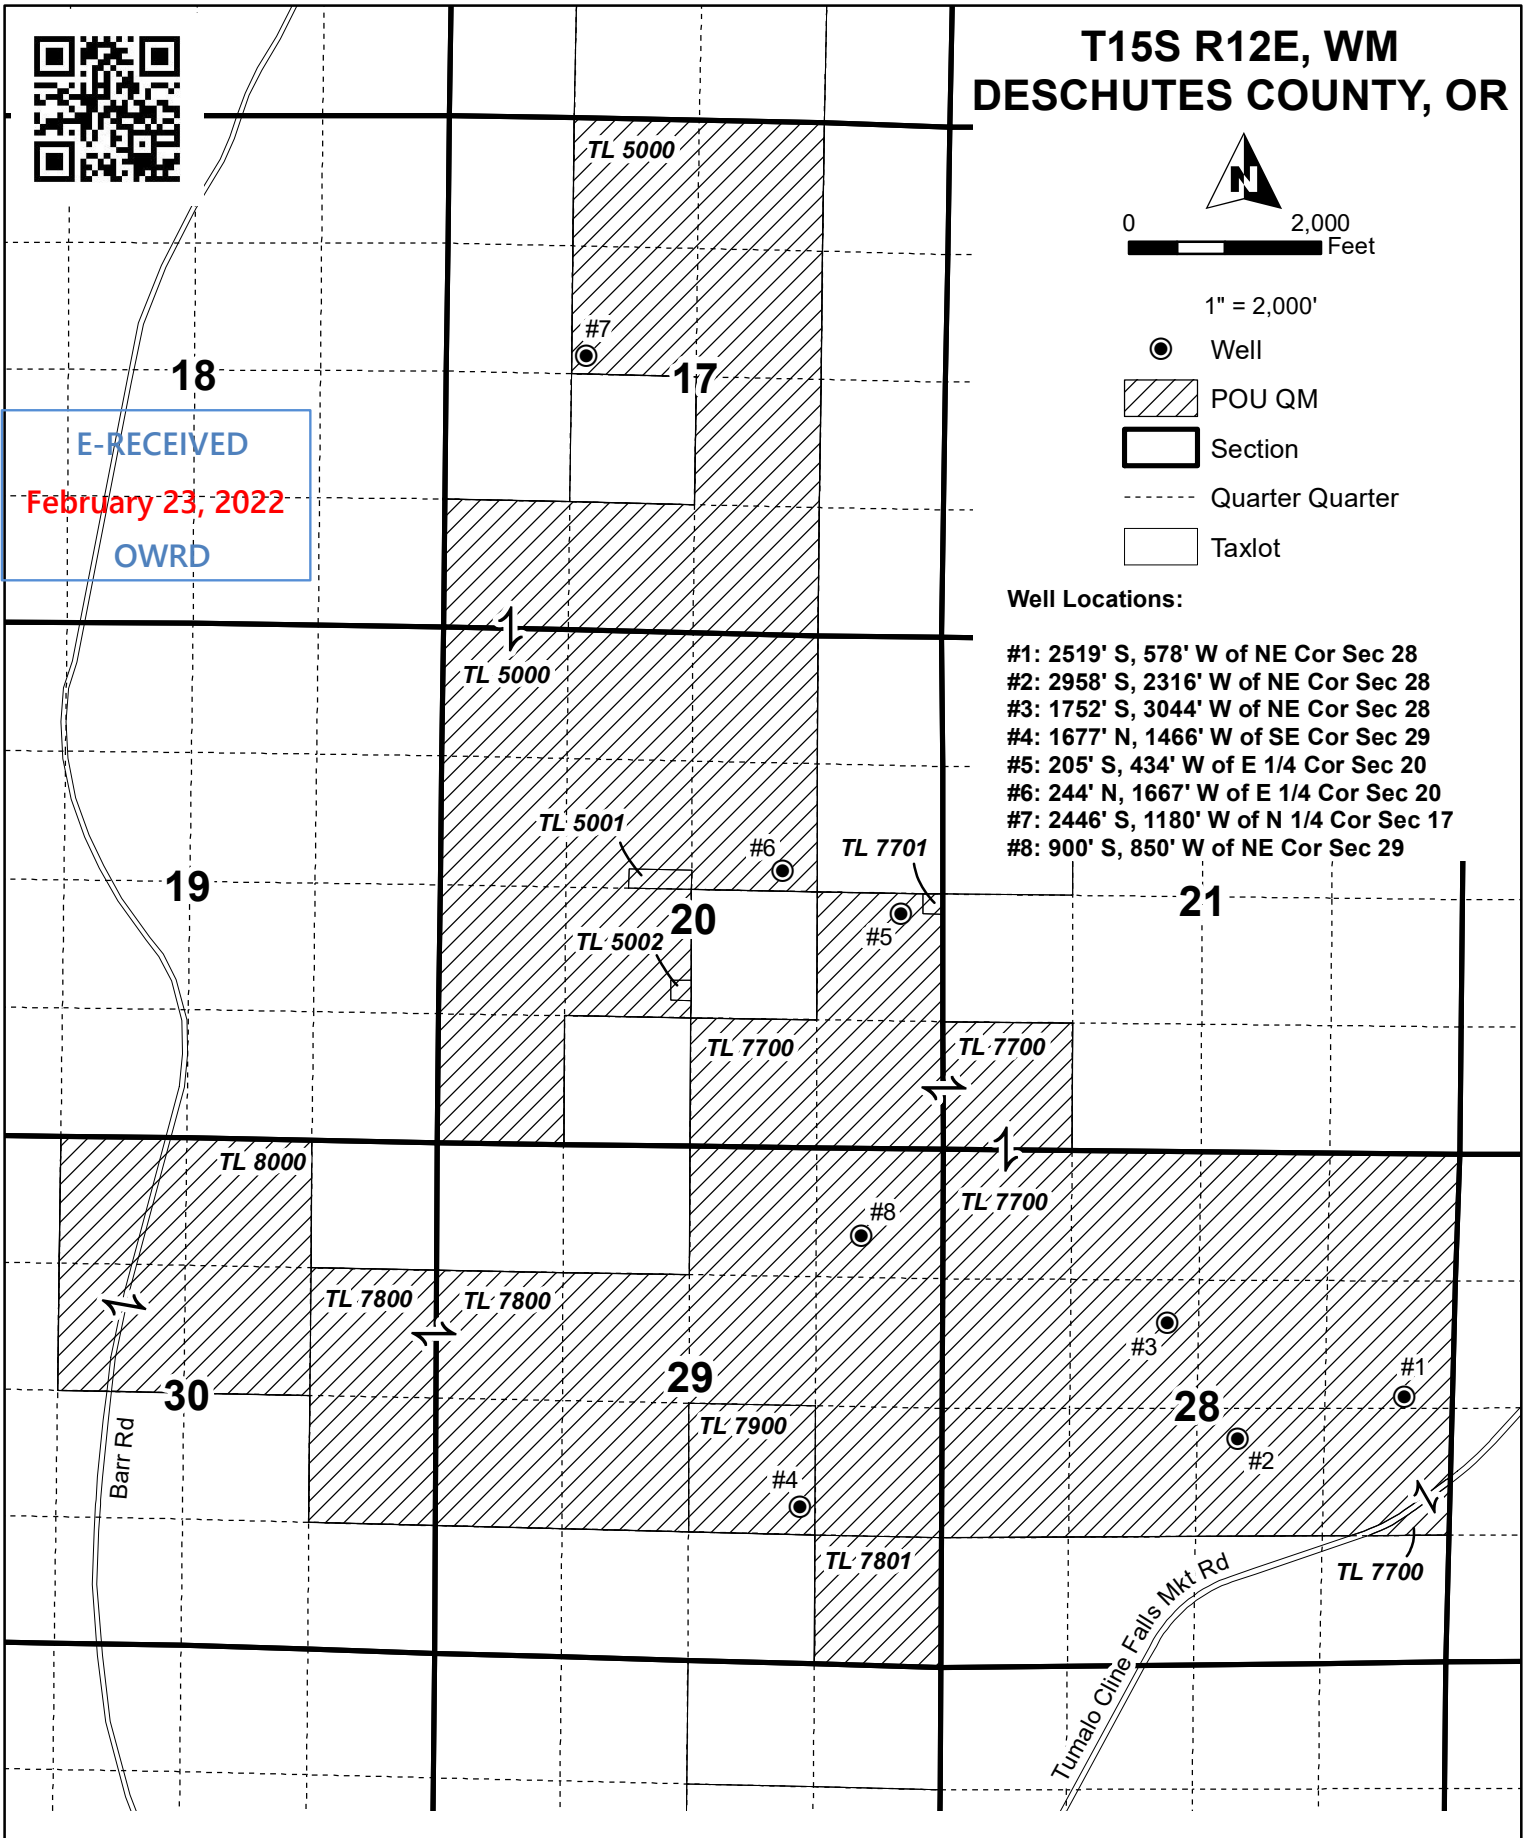 T15S R12E, WM
DESCHUTES COUNTY, OR
N
0 2,000
Feet
1" = 2,000'
Well
POU QM
Section
Quarter Quarter
Taxlot
Well Locations:
#1: 2519' S, 578' W of NE Cor Sec 28
#2: 2958' S, 2316' W of NE Cor Sec 28
#3: 1752' S, 3044' W of NE Cor Sec 28
#4: 1677' N, 1466' W of SE Cor Sec 29
#5: 205' S, 434' W of E 1/4 Cor Sec 20
#6: 244' N, 1667' W of E 1/4 Cor Sec 20
#7: 2446' S, 1180' W of N 1/4 Cor Sec 17
#8: 900' S, 850' W of NE Cor Sec 29
TL 5000
#7
18
17
E-RECEIVED
February 23, 2022
OWRD
TL 5000
TL 5001
#6
TL 7701
19
20
21
#5
TL 5002
TL 7700
TL 7700
TL 8000
TL 7700
#8
TL 7800
TL 7800
#3
#1
30
29
28
TL 7900
#2
#4
Barr Rd
TL 7801
TL 7700
Tumalo Cline Falls Mkt Rd